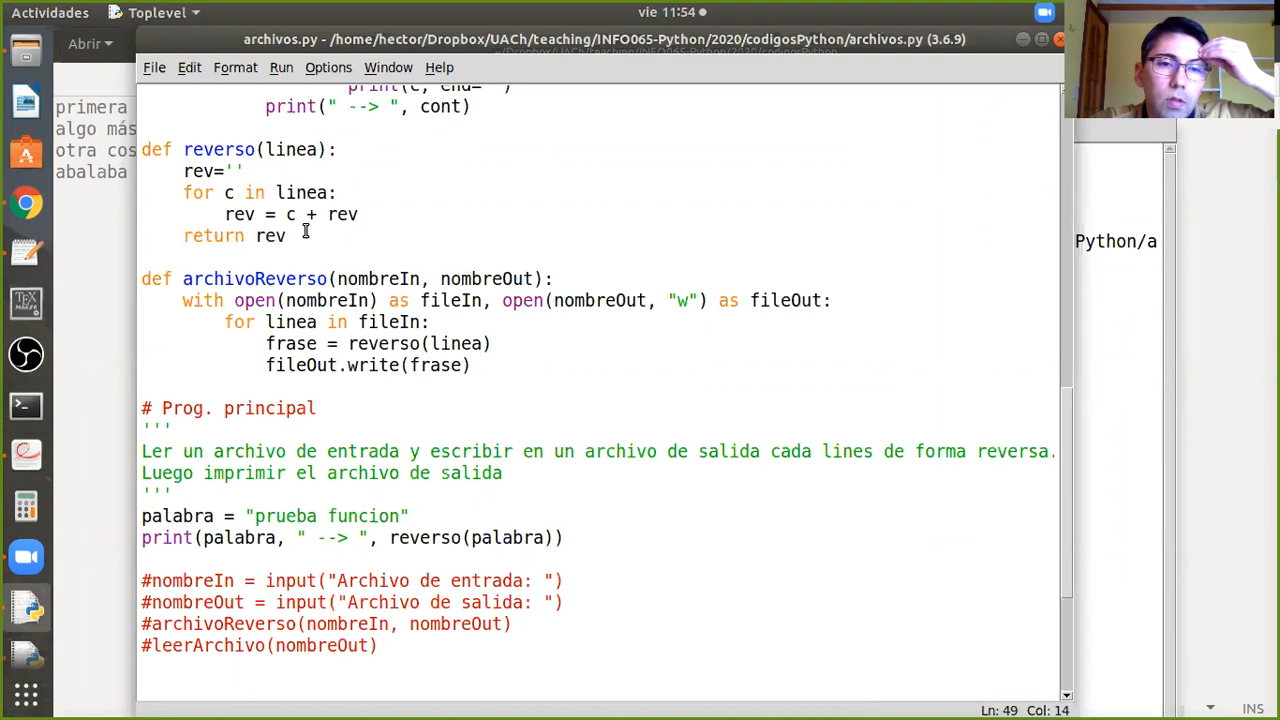 Actividades
Toplevel
vie 11:54
Abrir
archivos.py - /home/hector/Dropbox/UACh/teaching/INFO065-Python/2020/codigosPython/archivos.py (3.6.9)
File Edit Format Run Options Window Help
primera
algo más
otra cos
abalaba
print(c, end="")
print(" --> ", cont)
def reverso(linea):
rev=''
for c in linea:
rev = c + rev
return rev
def archivoReverso(nombreIn, nombreOut):
with open(nombreIn) as fileIn, open(nombreOut, "w") as fileOut:
for linea in fileIn:
frase = reverso(linea)
fileOut.write(frase)
# Prog. principal
'''
Ler un archivo de entrada y escribir en un archivo de salida cada lines de forma reversa.
Luego imprimir el archivo de salida
'''
palabra = "prueba funcion"
print(palabra, " --> ", reverso(palabra))
#nombreIn = input("Archivo de entrada: ")
#nombreOut = input("Archivo de salida: ")
#archivoReverso(nombreIn, nombreOut)
#leerArchivo(nombreOut)
Python/a
Ln: 49 Col: 14
INS